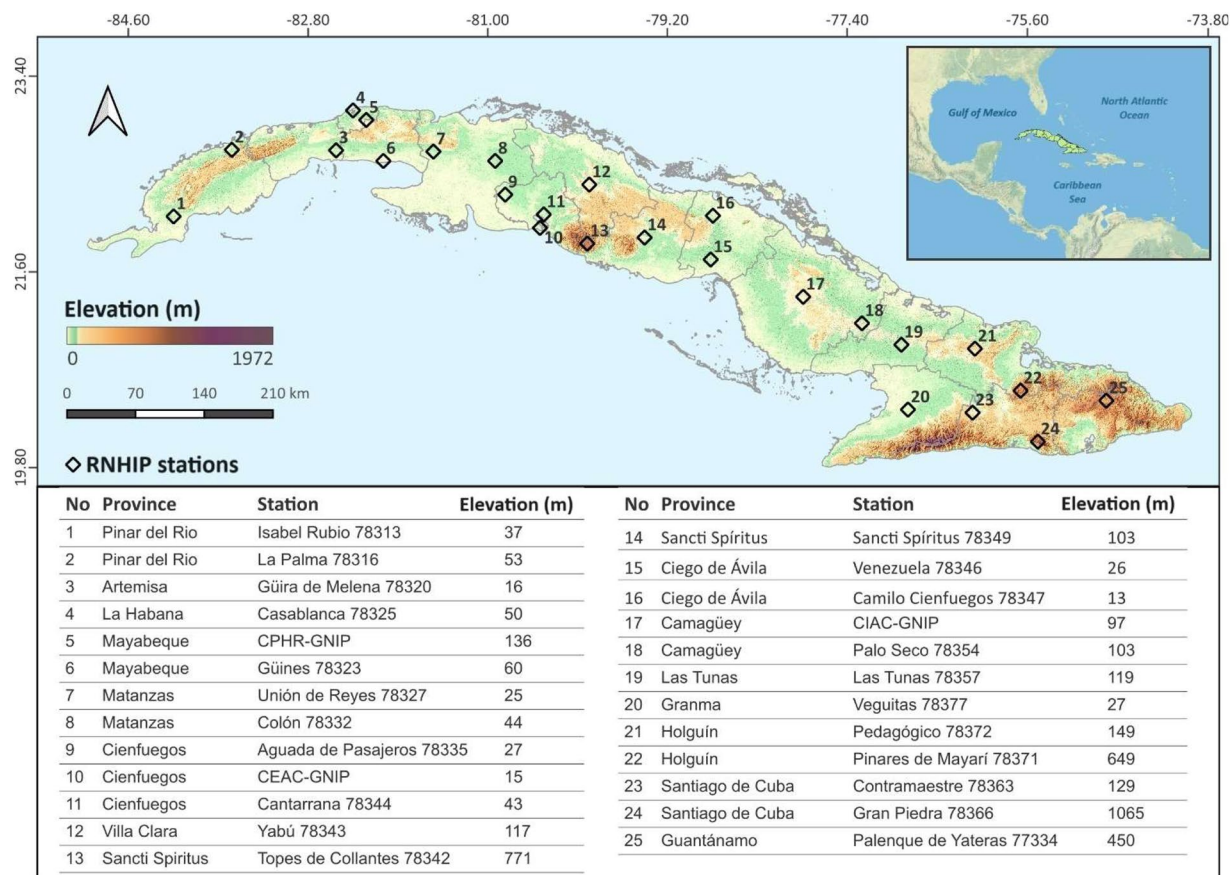 -84.60 -82.80 -81.00 -79.20 -77.40 -75.60 -73.80
23.40
21.60
19.80
Gulf of Mexico
North Atlantic
Ocean
Caribbean
Sea
4
5
2
3
6
7
8
12
9
1
11
16
10
13
14
15
17
18
19
21
22
25
20
23
24
Elevation (m)
0 1972
0 70 140 210 km
RNHIP stations
No Province Station Elevation (m)
1 Pinar del Rio Isabel Rubio 78313 37
2 Pinar del Rio La Palma 78316 53
3 Artemisa Güira de Melena 78320 16
4 La Habana Casablanca 78325 50
5 Mayabeque CPHR-GNIP 136
6 Mayabeque Güines 78323 60
7 Matanzas Unión de Reyes 78327 25
8 Matanzas Colón 78332 44
9 Cienfuegos Aguada de Pasajeros 78335 27
10 Cienfuegos CEAC-GNIP 15
11 Cienfuegos Cantarrana 78344 43
12 Villa Clara Yabú 78343 117
13 Sancti Spiritus Topes de Collantes 78342 771
No Province Station Elevation (m)
14 Sancti Spíritus Sancti Spíritus 78349 103
15 Ciego de Ávila Venezuela 78346 26
16 Ciego de Ávila Camilo Cienfuegos 78347 13
17 Camagüey CIAC-GNIP 97
18 Camagüey Palo Seco 78354 103
19 Las Tunas Las Tunas 78357 119
20 Granma Veguitas 78377 27
21 Holguín Pedagógico 78372 149
22 Holguín Pinares de Mayarí 78371 649
23 Santiago de Cuba Contramaestre 78363 129
24 Santiago de Cuba Gran Piedra 78366 1065
25 Guantánamo Palenque de Yateras 77334 450